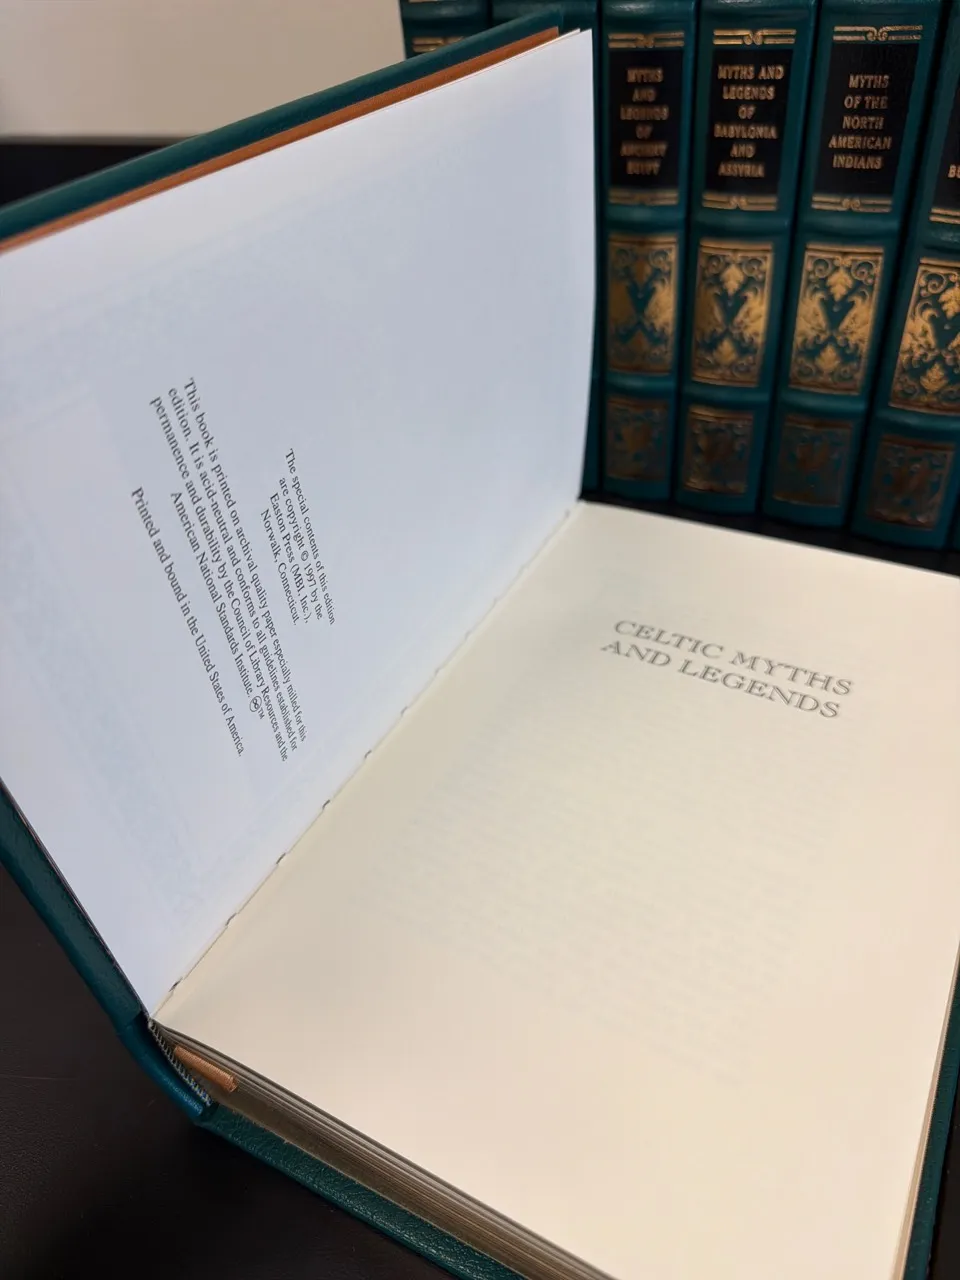 The special contents of this edition
are copyright © 1997 by the
Easton Press (MBI, Inc.),
Norwalk, Connecticut.
This book is printed on archival quality paper especially milled for this
edition. It is acid-neutral and conforms to all guidelines established for
permanence and durability by the Council of Library Resources and the
American National Standards Institute. ∞™
Printed and bound in the United States of America.
CELTIC MYTHS
AND LEGENDS
MYTHS
AND
LEGENDS
OF
ANCIENT
EGYPT
MYTHS AND
LEGENDS
OF
BABYLONIA
AND
ASSYRIA
MYTHS
OF THE
NORTH
AMERICAN
INDIANS